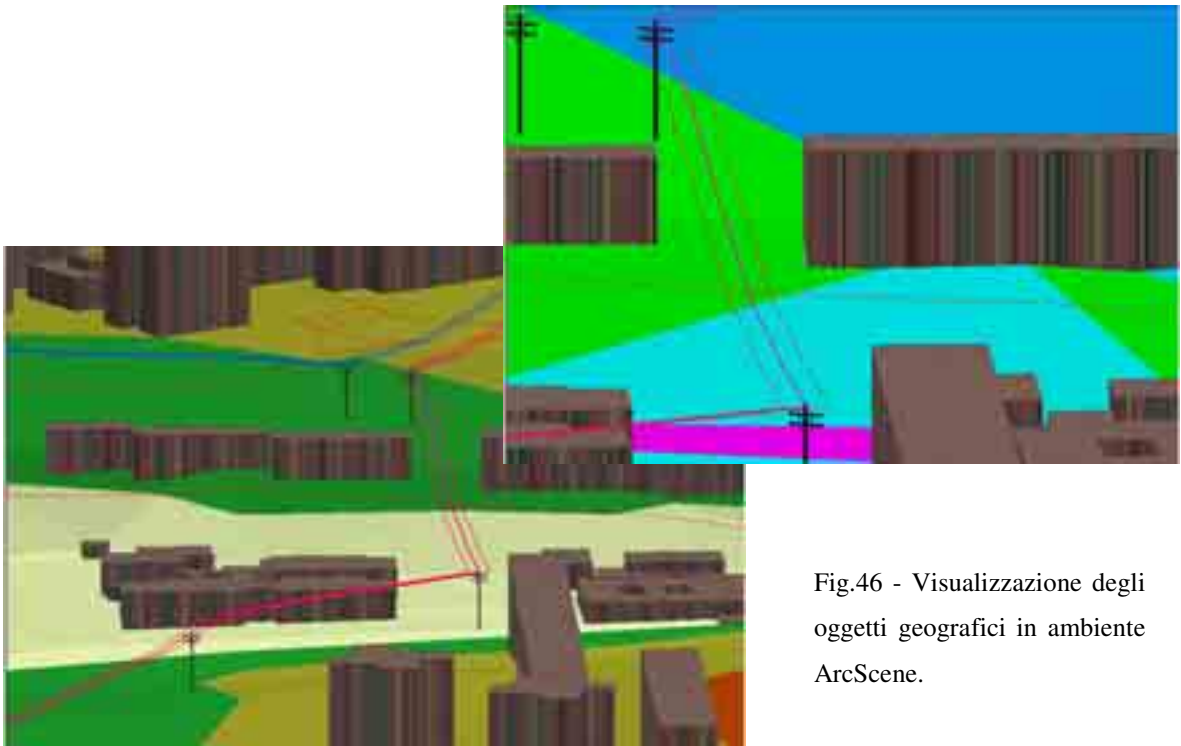 Fig.46 - Visualizzazione degli
oggetti geografici in ambiente
ArcScene.